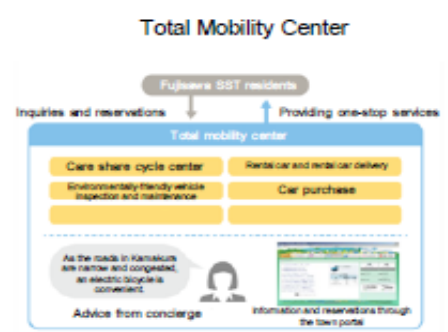 Total Mobility Center
Fujisawa SST residents
Inquiries and reservations
Providing one-stop services
Total mobility center
Care share cycle center
Rental car and rental car delivery
Environmentally-friendly vehicle
inspection and maintenance
Car purchase
As the roads in Kamakura
are narrow and congested,
an electric bicycle is
convenient.
Advice from concierge
Information and reservations through
the town portal